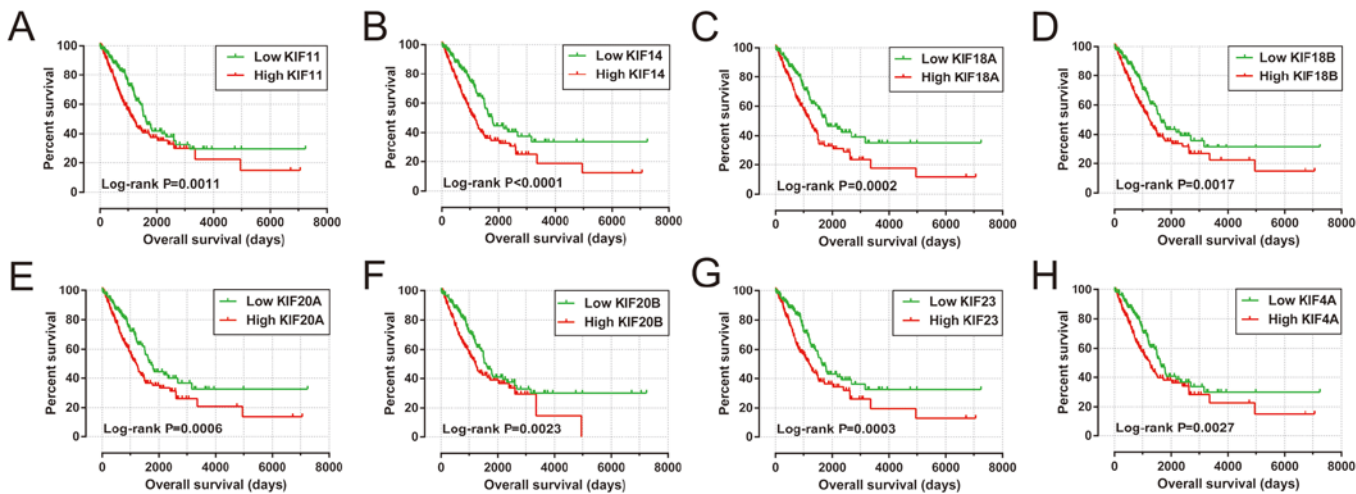 A
Percent survival
100
80
60
40
20
0
Low KIF11
High KIF11
Log-rank P=0.0011
0 2000 4000 6000 8000
Overall survival (days)
B
Percent survival
100
80
60
40
20
0
Low KIF14
High KIF14
Log-rank P<0.0001
0 2000 4000 6000 8000
Overall survival (days)
C
Percent survival
100
80
60
40
20
0
Low KIF18A
High KIF18A
Log-rank P=0.0002
0 2000 4000 6000 8000
Overall survival (days)
D
Percent survival
100
80
60
40
20
0
Low KIF18B
High KIF18B
Log-rank P=0.0017
0 2000 4000 6000 8000
Overall survival (days)
E
Percent survival
100
80
60
40
20
0
Low KIF20A
High KIF20A
Log-rank P=0.0006
0 2000 4000 6000 8000
Overall survival (days)
F
Percent survival
100
80
60
40
20
0
Low KIF20B
High KIF20B
Log-rank P=0.0023
0 2000 4000 6000 8000
Overall survival (days)
G
Percent survival
100
80
60
40
20
0
Low KIF23
High KIF23
Log-rank P=0.0003
0 2000 4000 6000 8000
Overall survival (days)
H
Percent survival
100
80
60
40
20
0
Low KIF4A
High KIF4A
Log-rank P=0.0027
0 2000 4000 6000 8000
Overall survival (days)